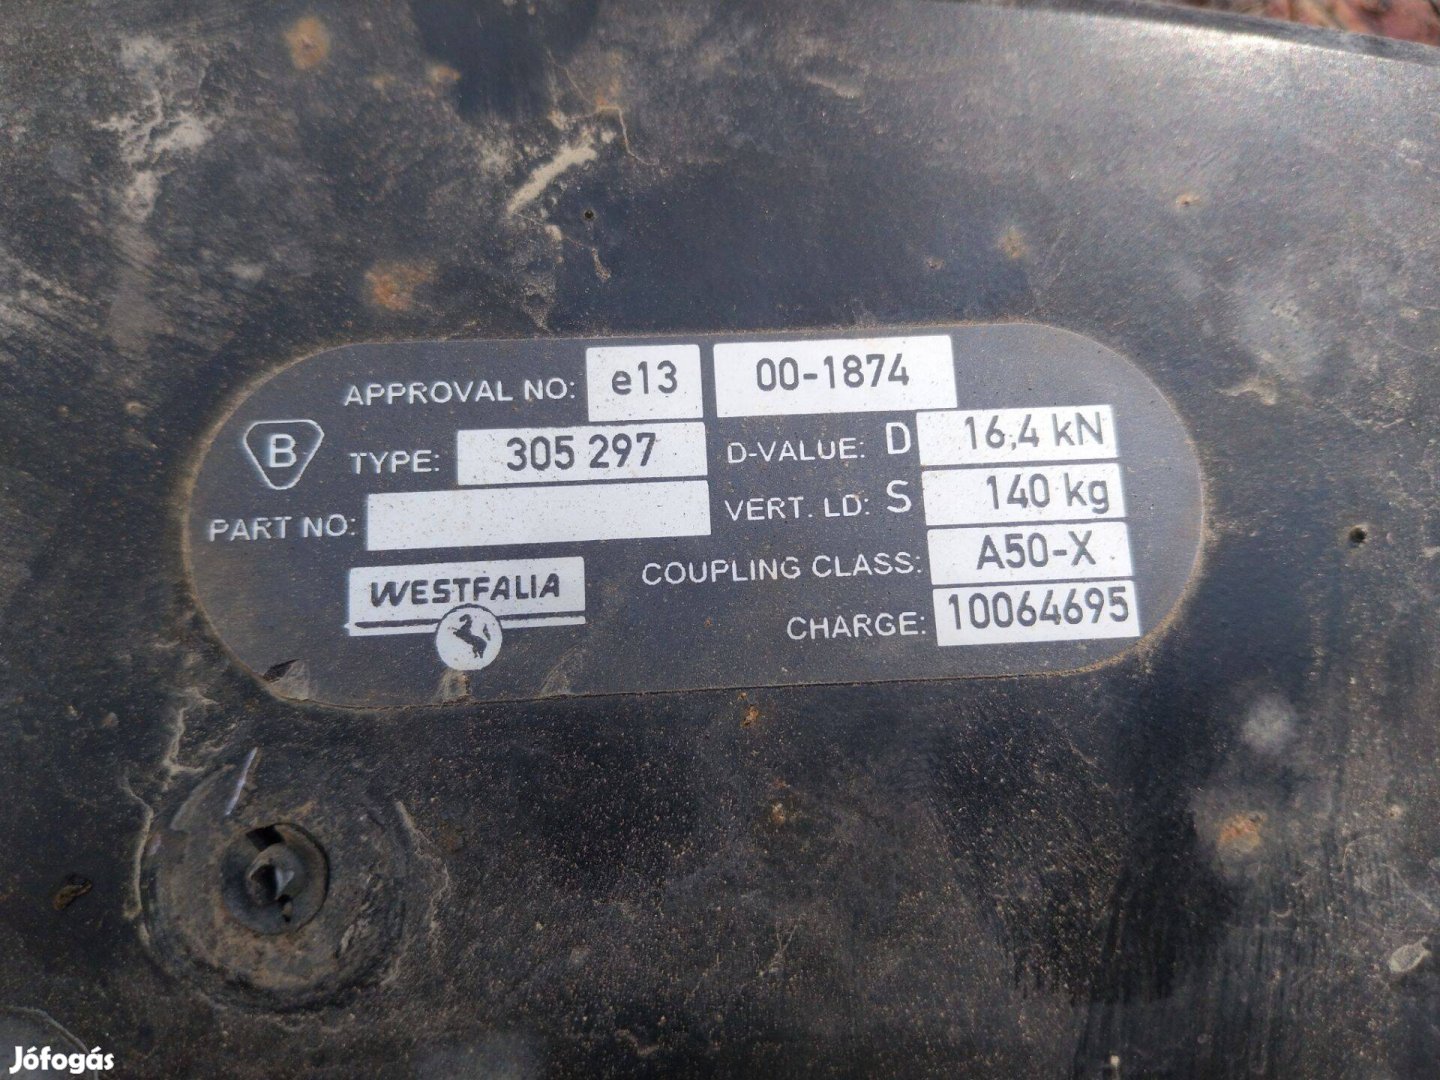 APPROVAL NO: e13 00-1874
B TYPE: 305 297 D-VALUE: D 16,4 kN
PART NO: VERT. LD: S 140 kg
WESTFALIA COUPLING CLASS: A50-X
CHARGE: 10064695
Jófogás